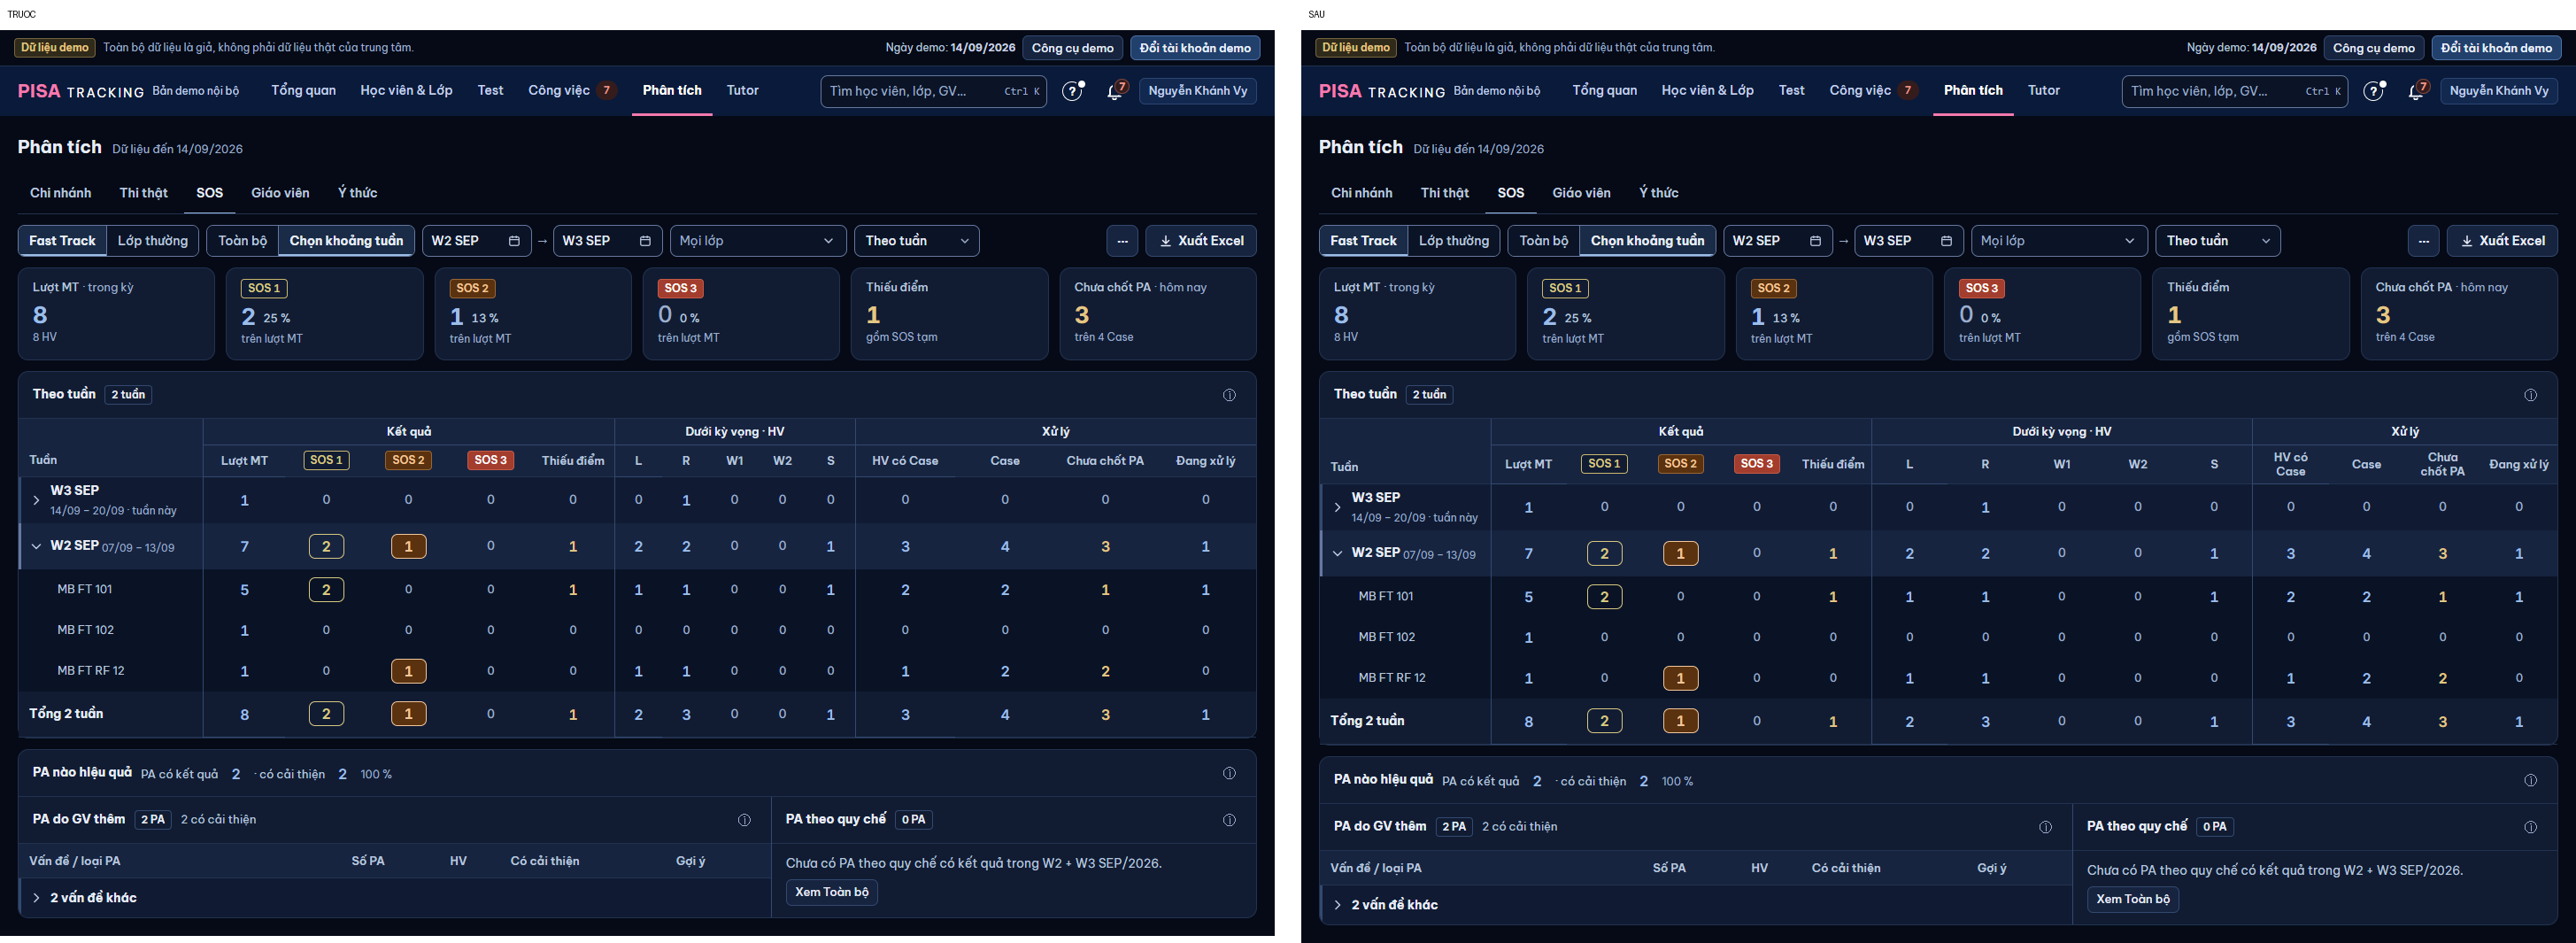 TRUOC
Dữ liệu demo Toàn bộ dữ liệu là giả, không phải dữ liệu thật của trung tâm. Ngày demo: 14/09/2026 Công cụ demo Đổi tài khoản demo
PISA TRACKING Bản demo nội bộ Tổng quan Học viên & Lớp Test Công việc 7 Phân tích Tutor Tìm học viên, lớp, GV... Ctrl K ? 7 Nguyễn Khánh Vy
Phân tích Dữ liệu đến 14/09/2026
Chi nhánh Thi thật SOS Giáo viên Ý thức
Fast Track Lớp thường Toàn bộ Chọn khoảng tuần W2 SEP → W3 SEP Mọi lớp Theo tuần ... Xuất Excel
Lượt MT · trong kỳ SOS 1 SOS 2 SOS 3 Thiếu điểm Chưa chốt PA · hôm nay
8 2 25 % 1 13 % 0 0 % 1 3
8 HV trên lượt MT trên lượt MT trên lượt MT gồm SOS tạm trên 4 Case
Theo tuần 2 tuần
Kết quả Dưới kỳ vọng · HV Xử lý
Tuần Lượt MT SOS 1 SOS 2 SOS 3 Thiếu điểm L R W1 W2 S HV có Case Case Chưa chốt PA Đang xử lý
W3 SEP
14/09 – 20/09 · tuần này 1 0 0 0 0 0 1 0 0 0 0 0 0 0
W2 SEP 07/09 – 13/09 7 2 1 0 1 2 2 0 0 1 3 4 3 1
MB FT 101 5 2 0 0 1 1 1 0 0 1 2 2 1 1
MB FT 102 1 0 0 0 0 0 0 0 0 0 0 0 0 0
MB FT RF 12 1 0 1 0 0 1 1 0 0 0 1 2 2 0
Tổng 2 tuần 8 2 1 0 1 2 3 0 0 1 3 4 3 1
PA nào hiệu quả PA có kết quả 2 · có cải thiện 2 100 %
PA do GV thêm 2 PA 2 có cải thiện PA theo quy chế 0 PA
Vấn đề / loại PA Số PA HV Có cải thiện Gợi ý Chưa có PA theo quy chế có kết quả trong W2 + W3 SEP/2026.
2 vấn đề khác Xem Toàn bộ
SAU
Dữ liệu demo Toàn bộ dữ liệu là giả, không phải dữ liệu thật của trung tâm. Ngày demo: 14/09/2026 Công cụ demo Đổi tài khoản demo
PISA TRACKING Bản demo nội bộ Tổng quan Học viên & Lớp Test Công việc 7 Phân tích Tutor Tìm học viên, lớp, GV... Ctrl K ? 7 Nguyễn Khánh Vy
Phân tích Dữ liệu đến 14/09/2026
Chi nhánh Thi thật SOS Giáo viên Ý thức
Fast Track Lớp thường Toàn bộ Chọn khoảng tuần W2 SEP → W3 SEP Mọi lớp Theo tuần ... Xuất Excel
Lượt MT · trong kỳ SOS 1 SOS 2 SOS 3 Thiếu điểm Chưa chốt PA · hôm nay
8 2 25 % 1 13 % 0 0 % 1 3
8 HV trên lượt MT trên lượt MT trên lượt MT gồm SOS tạm trên 4 Case
Theo tuần 2 tuần
Kết quả Dưới kỳ vọng · HV Xử lý
Tuần Lượt MT SOS 1 SOS 2 SOS 3 Thiếu điểm L R W1 W2 S HV có Case Case Chưa chốt PA Đang xử lý
W3 SEP
14/09 – 20/09 · tuần này 1 0 0 0 0 0 1 0 0 0 0 0 0 0
W2 SEP 07/09 – 13/09 7 2 1 0 1 2 2 0 0 1 3 4 3 1
MB FT 101 5 2 0 0 1 1 1 0 0 1 2 2 1 1
MB FT 102 1 0 0 0 0 0 0 0 0 0 0 0 0 0
MB FT RF 12 1 0 1 0 0 1 1 0 0 0 1 2 2 0
Tổng 2 tuần 8 2 1 0 1 2 3 0 0 1 3 4 3 1
PA nào hiệu quả PA có kết quả 2 · có cải thiện 2 100 %
PA do GV thêm 2 PA 2 có cải thiện PA theo quy chế 0 PA
Vấn đề / loại PA Số PA HV Có cải thiện Gợi ý Chưa có PA theo quy chế có kết quả trong W2 + W3 SEP/2026.
2 vấn đề khác Xem Toàn bộ